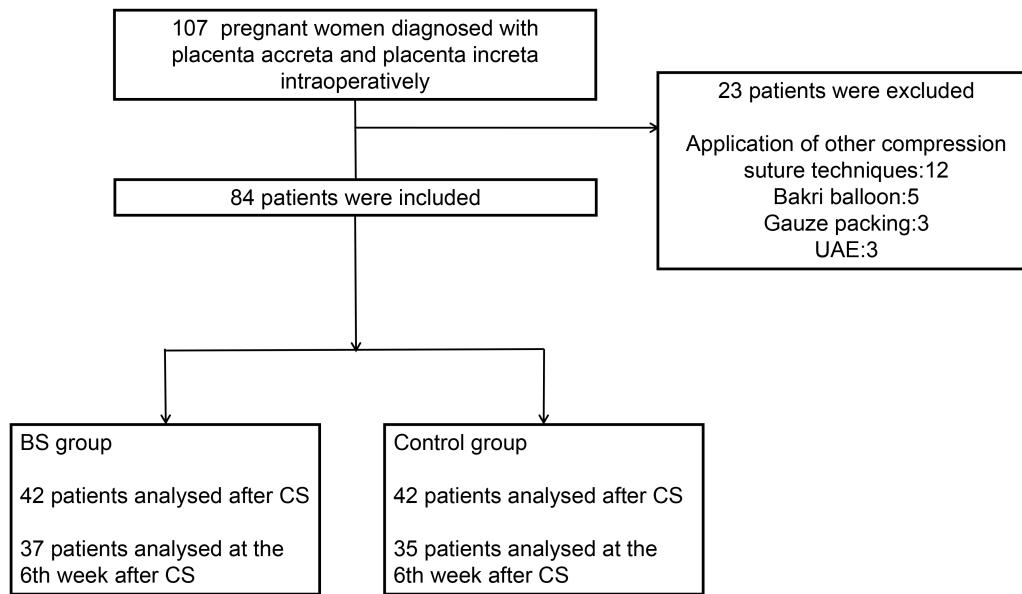 107 pregnant women diagnosed with
placenta accreta and placenta increta
intraoperatively
23 patients were excluded
Application of other compression
suture techniques:12
Bakri balloon:5
Gauze packing:3
UAE:3
84 patients were included
BS group
42 patients analysed after CS
37 patients analysed at the
6th week after CS
Control group
42 patients analysed after CS
35 patients analysed at the
6th week after CS